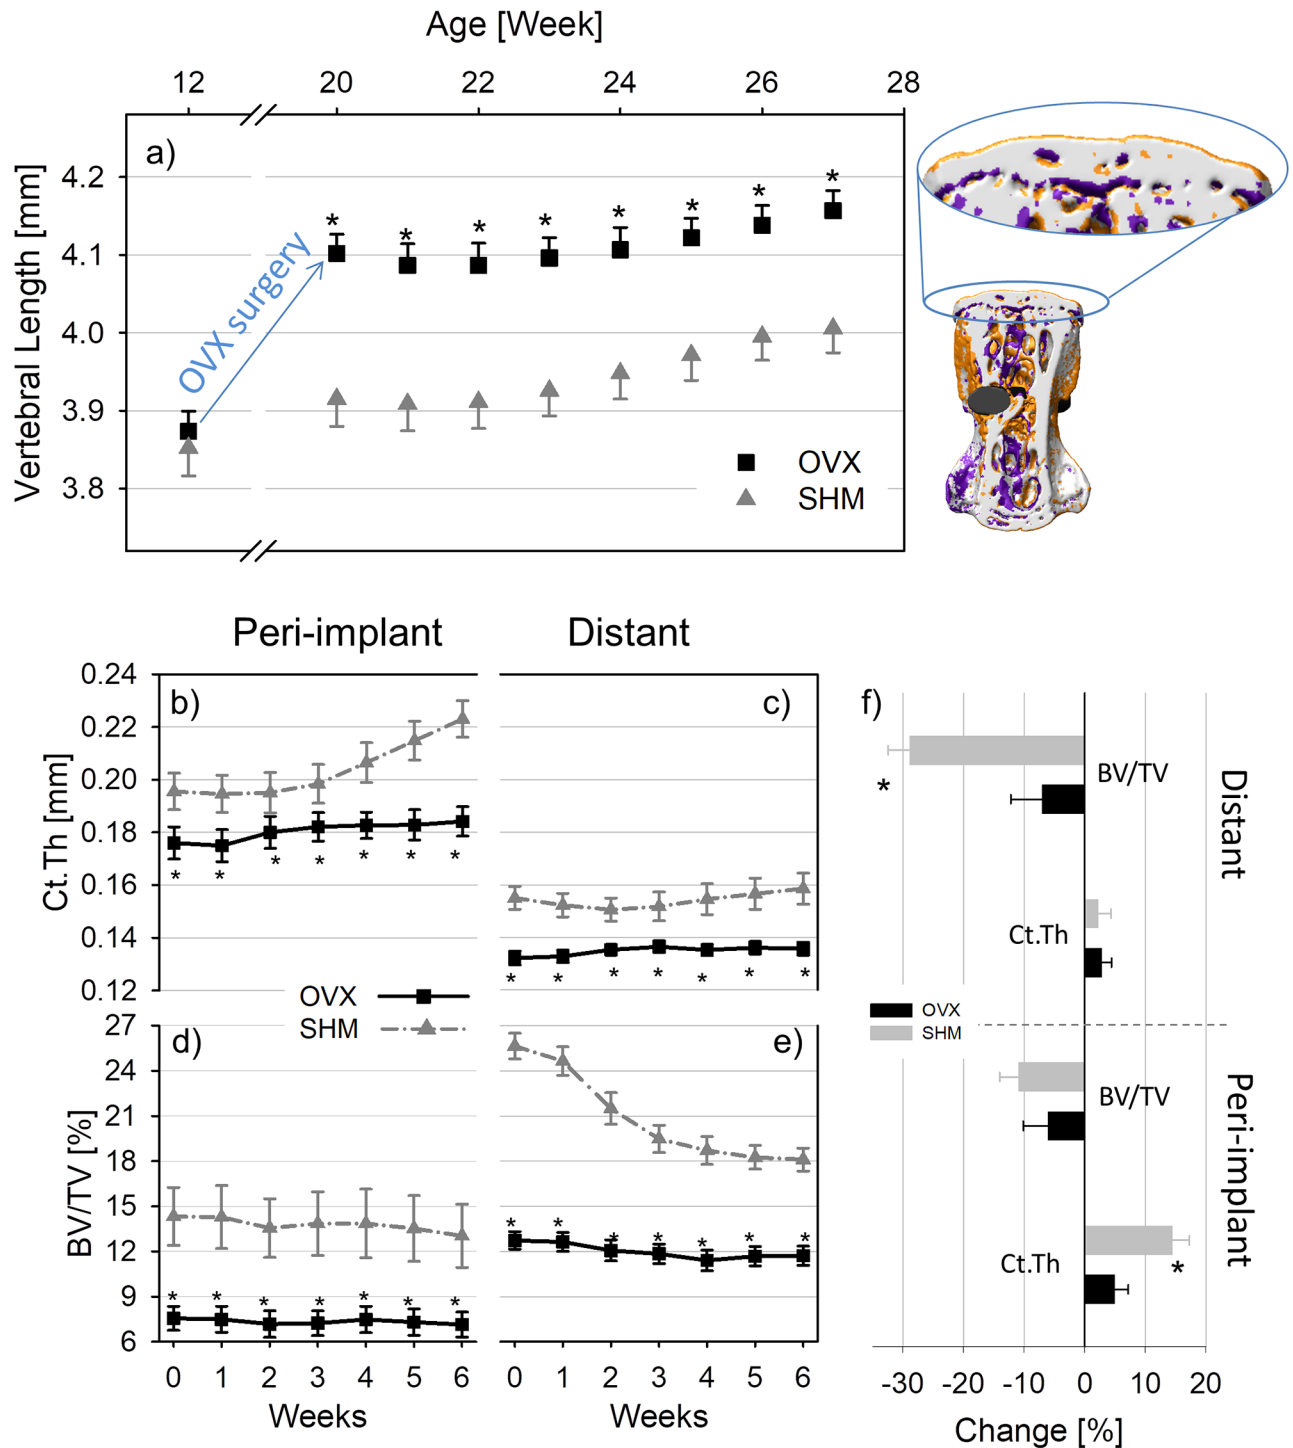 Age [Week]
12 20 22 24 26 28
a)
Vertebral Length [mm]
4.2
4.1
4.0
3.9
3.8
* * * * * * * *
OVX surgery
OVX
SHM
Peri-implant Distant
Ct.Th [mm]
0.24
0.22
0.20
0.18
0.16
0.14
0.12
b)
* * * * * * *
c)
* * * * * * *
OVX
SHM
BV/TV [%]
27
24
21
18
15
12
9
6
d)
* * * * * * *
e)
* * * * * * *
0 1 2 3 4 5 6 0 1 2 3 4 5 6
Weeks Weeks
f)
BV/TV
*
Ct.Th
Distant
OVX
SHM
BV/TV
Ct.Th
*
Peri-implant
-30 -20 -10 0 10 20
Change [%]